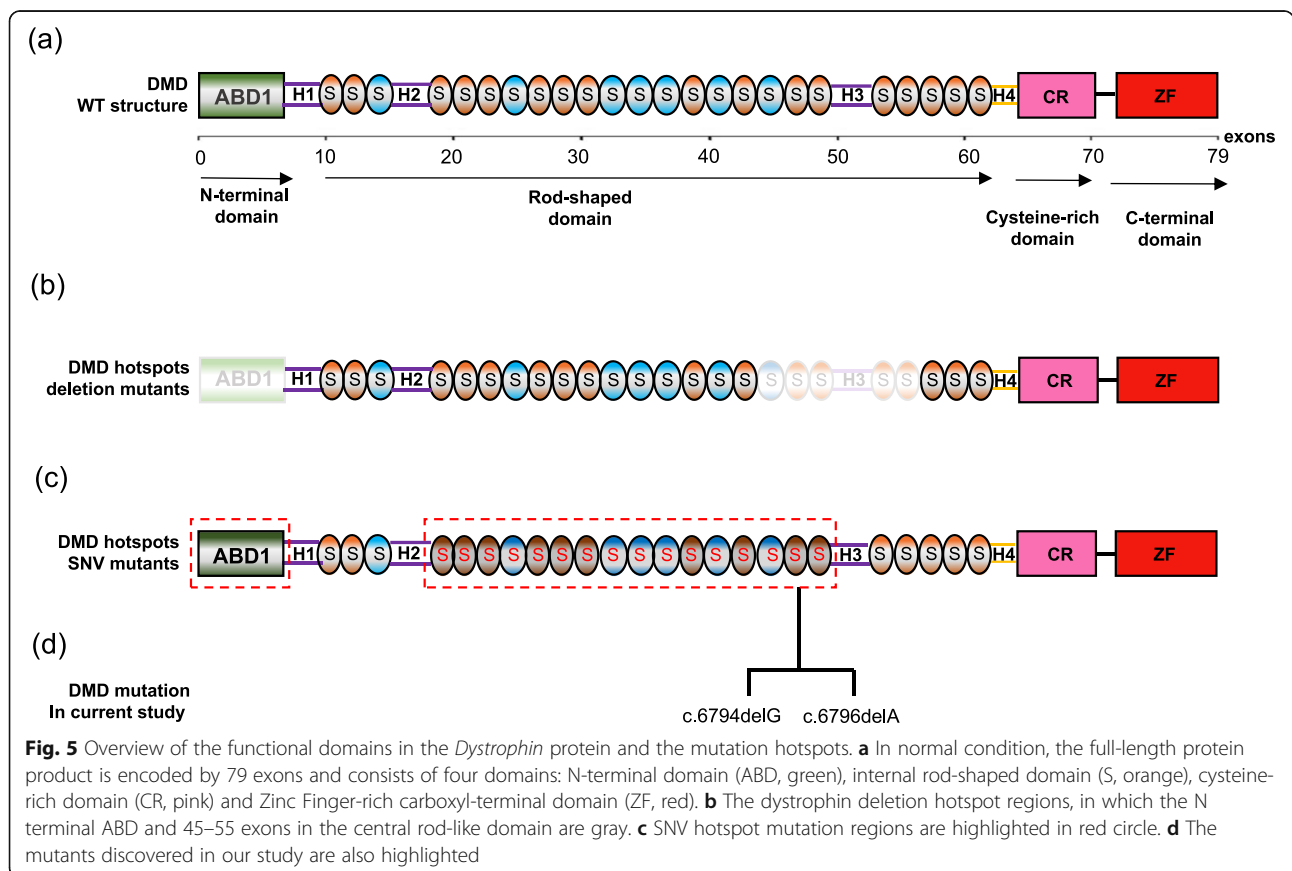 (a)
DMD
WT structure
ABD1 H1 S S S H2 S S S S S S S S S S S S S S S S H3 S S S S S H4 CR ZF
0 10 20 30 40 50 60 70 79 exons
N-terminal
domain
Rod-shaped
domain
Cysteine-rich
domain
C-terminal
domain
(b)
DMD hotspots
deletion mutants
ABD1 H1 S S S H2 S S S S S S S S S S S S S S S S H3 S S S S S H4 CR ZF
(c)
DMD hotspots
SNV mutants
ABD1 H1 S S S H2 S S S S S S S S S S S S S S S S H3 S S S S S H4 CR ZF
(d)
DMD mutation
In current study
c.6794delG c.6796delA
Fig. 5 Overview of the functional domains in the Dystrophin protein and the mutation hotspots. a In normal condition, the full-length protein
product is encoded by 79 exons and consists of four domains: N-terminal domain (ABD, green), internal rod-shaped domain (S, orange), cysteine-
rich domain (CR, pink) and Zinc Finger-rich carboxyl-terminal domain (ZF, red). b The dystrophin deletion hotspot regions, in which the N
terminal ABD and 45–55 exons in the central rod-like domain are gray. c SNV hotspot mutation regions are highlighted in red circle. d The
mutants discovered in our study are also highlighted